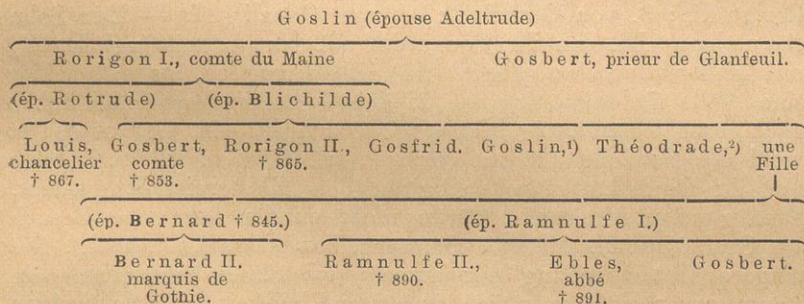 Goslin (épouse Adeltrude)
Rorigon I., comte du Maine Gosbert, prieur de Glanfeuil.
(ép. Rotrude) (ép. Blichilde)
Louis, Gosbert, Rorigon II., Gosfrid. Goslin,¹) Théodrade,²) une
chancelier comte † 865. Fille
† 867. † 853.
(ép. Bernard † 845.) (ép. Ramnulfe I.)
Bernard II. Ramnulfe II., Ebles, Gosbert.
marquis de † 890. abbé
Gothie. † 891.